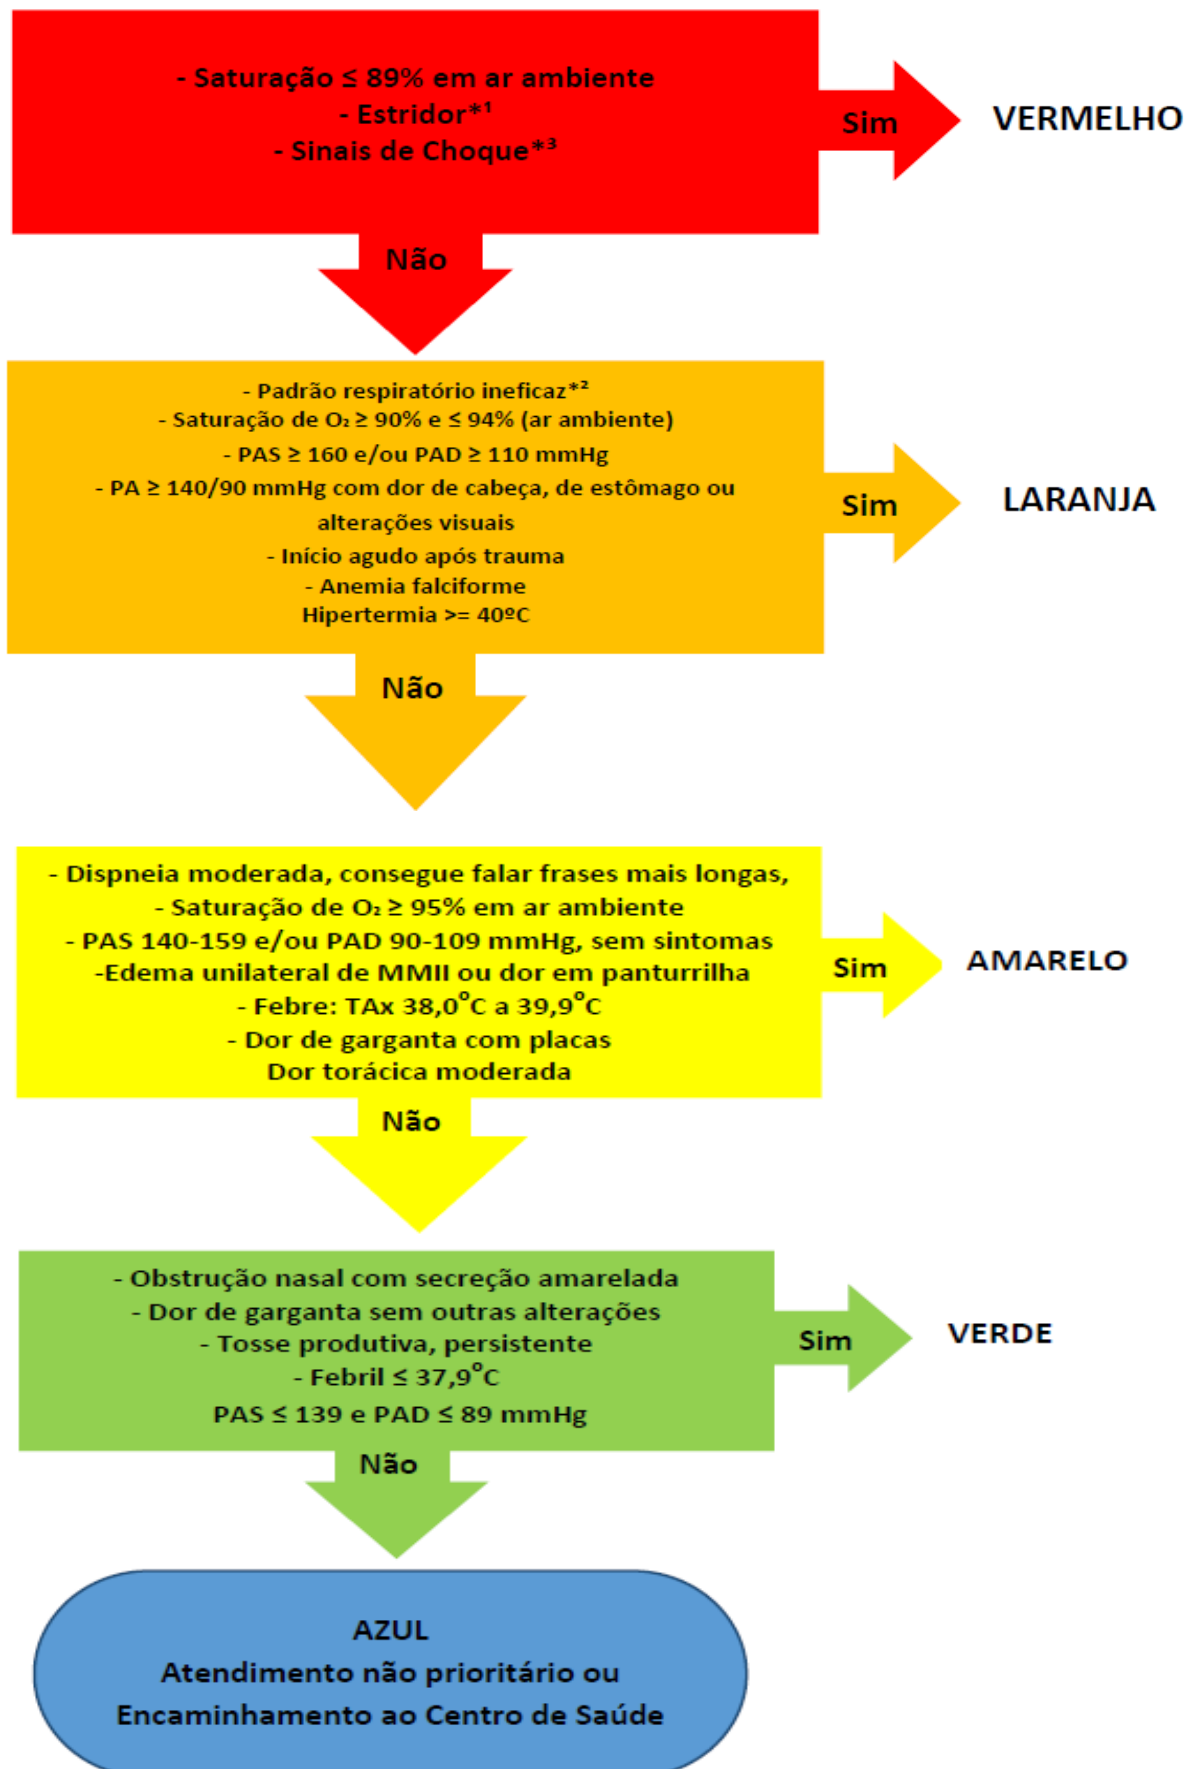 - Saturação ≤ 89% em ar ambiente
- Estridor*¹
- Sinais de Choque*³
Sim
VERMELHO
Não
- Padrão respiratório ineficaz*²
- Saturação de O₂ ≥ 90% e ≤ 94% (ar ambiente)
- PAS ≥ 160 e/ou PAD ≥ 110 mmHg
- PA ≥ 140/90 mmHg com dor de cabeça, de estômago ou
alterações visuais
- Início agudo após trauma
- Anemia falciforme
Hipertermia >= 40ºC
Sim
LARANJA
Não
- Dispneia moderada, consegue falar frases mais longas,
- Saturação de O₂ ≥ 95% em ar ambiente
- PAS 140-159 e/ou PAD 90-109 mmHg, sem sintomas
-Edema unilateral de MMII ou dor em panturrilha
- Febre: TAx 38,0°C a 39,9°C
- Dor de garganta com placas
Dor torácica moderada
Sim
AMARELO
Não
- Obstrução nasal com secreção amarelada
- Dor de garganta sem outras alterações
- Tosse produtiva, persistente
- Febril ≤ 37,9°C
PAS ≤ 139 e PAD ≤ 89 mmHg
Sim
VERDE
Não
AZUL
Atendimento não prioritário ou
Encaminhamento ao Centro de Saúde